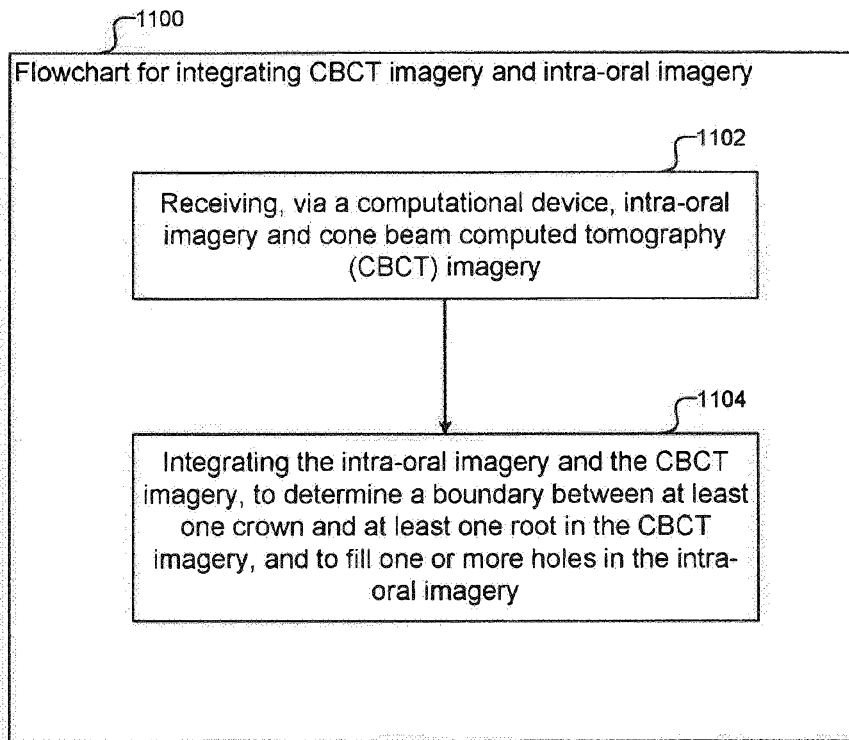 1100
Flowchart for integrating CBCT imagery and intra-oral imagery
1102
Receiving, via a computational device, intra-oral
imagery and cone beam computed tomography
(CBCT) imagery
1104
Integrating the intra-oral imagery and the CBCT
imagery, to determine a boundary between at least
one crown and at least one root in the CBCT
imagery, and to fill one or more holes in the intra-
oral imagery